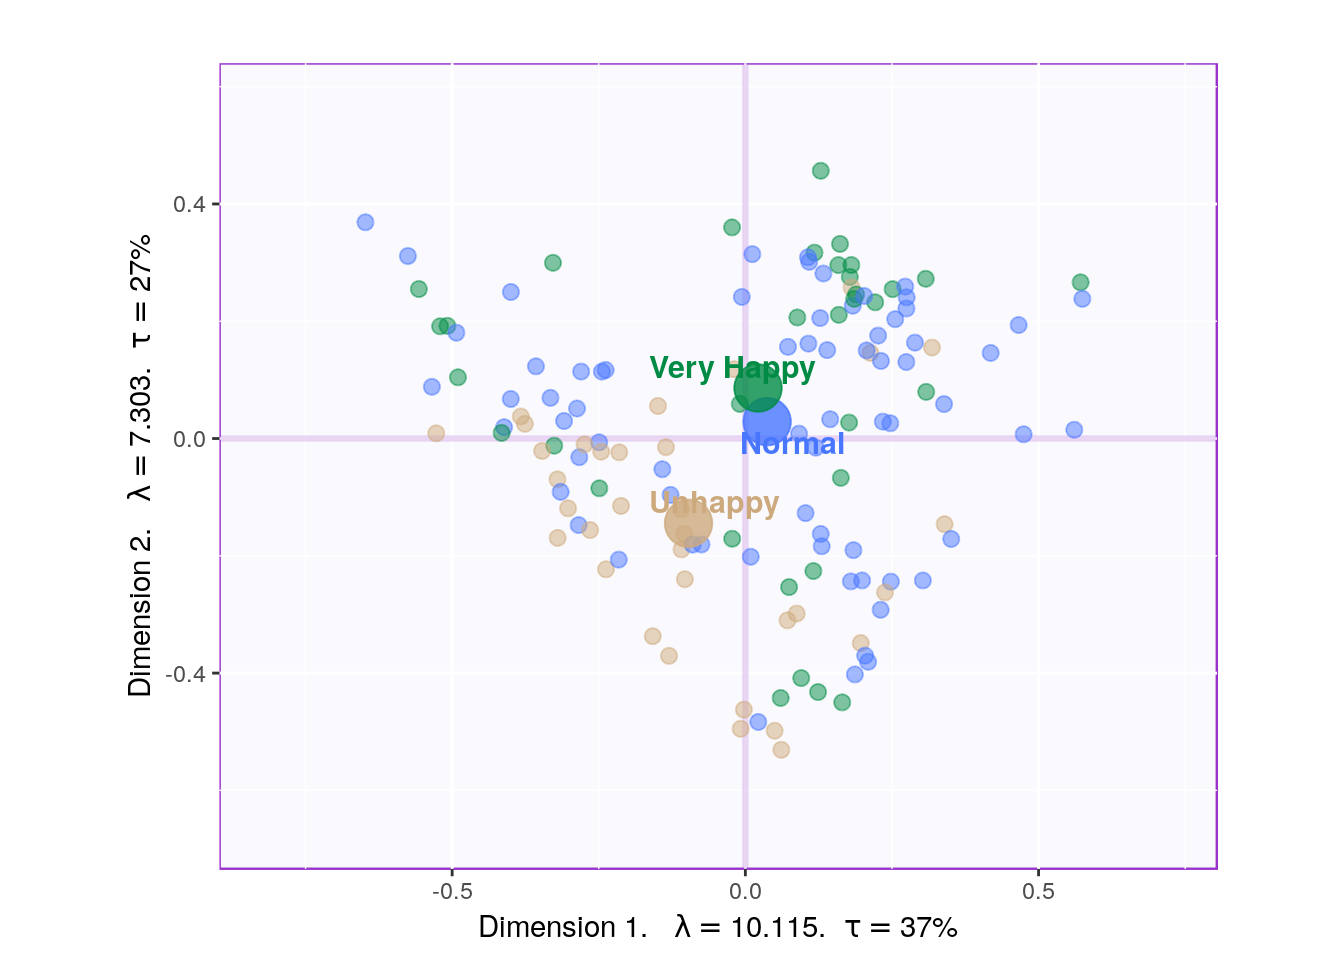 0.4
0.0
-0.4
Dimension 2.   λ = 7.303.   τ = 27%
Very Happy
Normal
Unhappy
-0.5
0.0
0.5
Dimension 1.   λ = 10.115.   τ = 37%